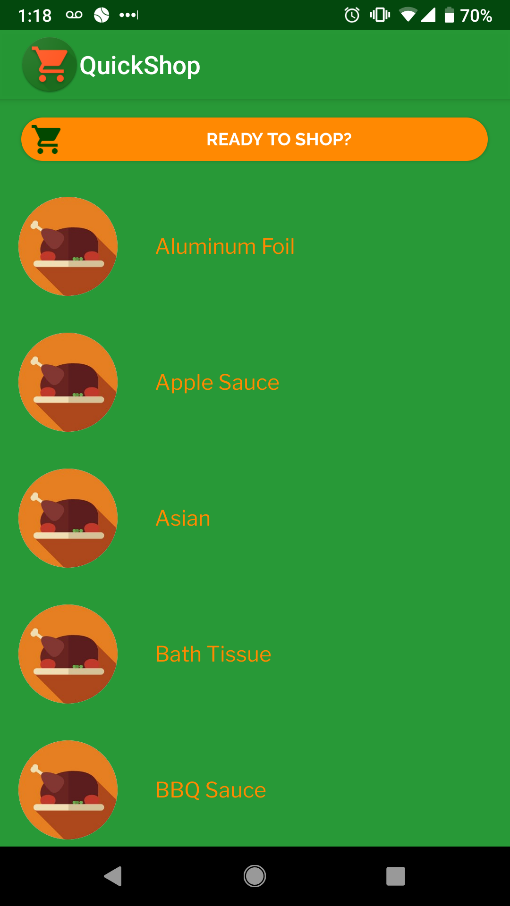 1:18 70%
QuickShop
READY TO SHOP?
Aluminum Foil
Apple Sauce
Asian
Bath Tissue
BBQ Sauce